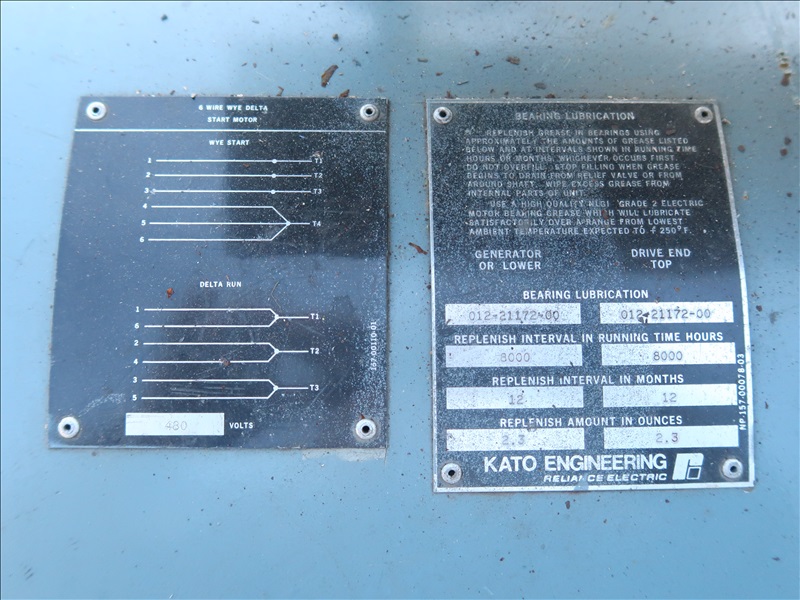 6 WIRE WYE DELTA
START MOTOR
WYE START
1 T1
2 T2
3 T3
4
5 T4
6
DELTA RUN
1
T1
6
2
T2
4
3
T3
5
157-00110-01
480 VOLTS
BEARING LUBRICATION
REPLENISH GREASE IN BEARINGS USING
APPROXIMATELY THE AMOUNTS OF GREASE LISTED
BELOW AND AT INTERVALS SHOWN IN RUNNING TIME
HOURS OR MONTHS, WHICHEVER OCCURS FIRST.
DO NOT OVERFILL. STOP FILLING WHEN GREASE
BEGINS TO DRAIN FROM RELIEF VALVE OR FROM
AROUND SHAFT. WIPE EXCESS GREASE FROM
INTERNAL PARTS OF UNIT.
USE A HIGH QUALITY NLGI GRADE 2 ELECTRIC
MOTOR BEARING GREASE WHICH WILL LUBRICATE
SATISFACTORILY OVER A RANGE FROM LOWEST
AMBIENT TEMPERATURE EXPECTED TO + 250°F.
GENERATOR DRIVE END
OR LOWER TOP
BEARING LUBRICATION
012-21172-00 012-21172-00
REPLENISH INTERVAL IN RUNNING TIME HOURS
8000 8000
REPLENISH INTERVAL IN MONTHS
12 12
REPLENISH AMOUNT IN OUNCES
2.3 2.3
NP-157-00078-03
KATO ENGINEERING
RELIANCE ELECTRIC